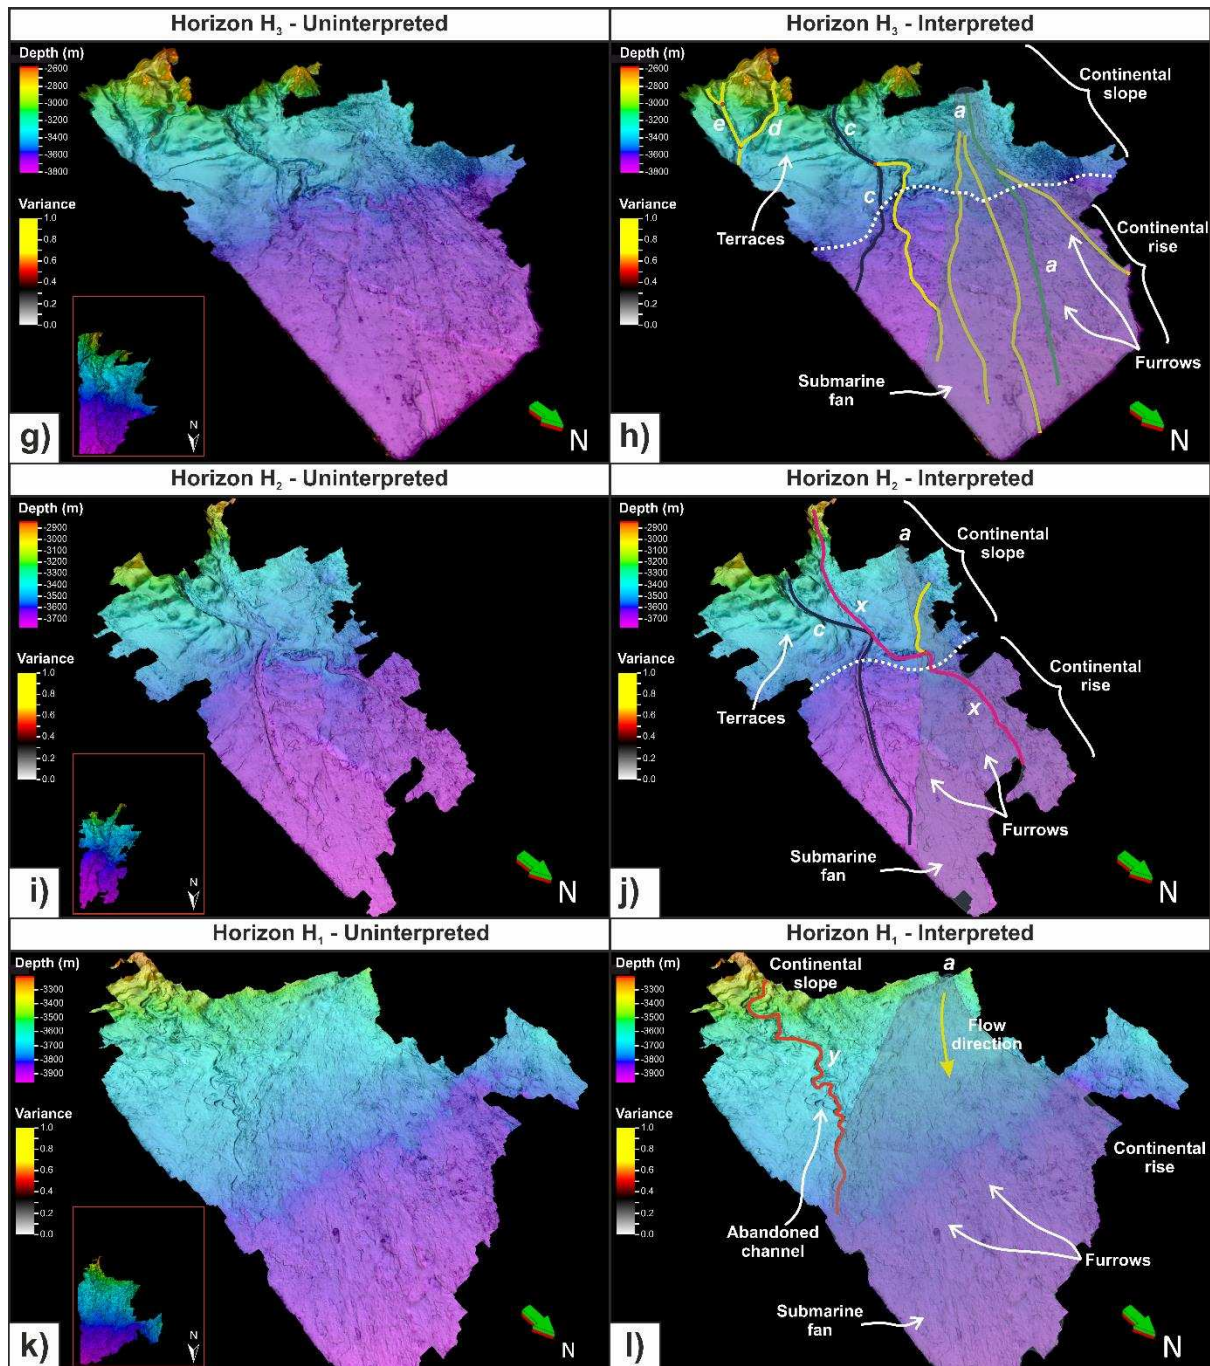 Horizon H₃ - Uninterpreted
Depth (m)
-2600
-2800
-3000
-3200
-3400
-3600
-3800
Variance
1.0
0.8
0.6
0.4
0.2
0.0
N
N
g)
Horizon H₃ - Interpreted
Depth (m)
-2600
-2800
-3000
-3200
-3400
-3600
-3800
Variance
1.0
0.8
0.6
0.4
0.2
0.0
e
d
c
c
a
a
Continental
slope
Continental
rise
Terraces
Furrows
Submarine
fan
N
h)
Horizon H₂ - Uninterpreted
Depth (m)
-2900
-3000
-3100
-3200
-3300
-3400
-3500
-3600
-3700
Variance
1.0
0.8
0.6
0.4
0.2
0.0
N
N
i)
Horizon H₂ - Interpreted
Depth (m)
-2900
-3000
-3100
-3200
-3300
-3400
-3500
-3600
-3700
Variance
1.0
0.8
0.6
0.4
0.2
0.0
a
x
c
x
Continental
slope
Continental
rise
Terraces
Furrows
Submarine
fan
N
j)
Horizon H₁ - Uninterpreted
Depth (m)
-3300
-3400
-3500
-3600
-3700
-3800
-3900
Variance
1.0
0.8
0.6
0.4
0.2
0.0
N
N
k)
Horizon H₁ - Interpreted
Depth (m)
-3300
-3400
-3500
-3600
-3700
-3800
-3900
Variance
1.0
0.8
0.6
0.4
0.2
0.0
Continental
slope
a
Flow
direction
y
Continental
rise
Abandoned
channel
Furrows
Submarine
fan
N
l)